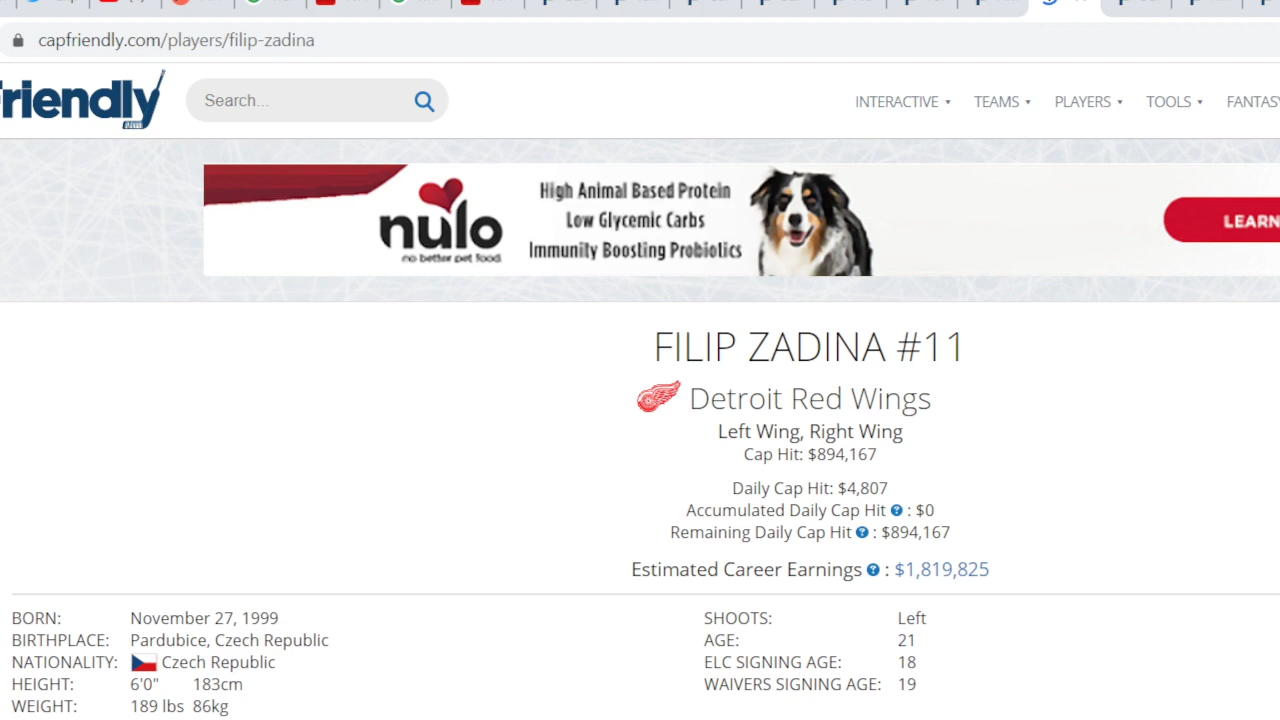 capfriendly.com/players/filip-zadina
friendly
Search...
INTERACTIVE
TEAMS
PLAYERS
TOOLS
FANTASY
nulo
no better pet food.
High Animal Based Protein
Low Glycemic Carbs
Immunity Boosting Probiotics
LEARN
FILIP ZADINA #11
Detroit Red Wings
Left Wing, Right Wing
Cap Hit: $894,167
Daily Cap Hit: $4,807
Accumulated Daily Cap Hit ? : $0
Remaining Daily Cap Hit ? : $894,167
Estimated Career Earnings ? : $1,819,825
BORN: November 27, 1999
BIRTHPLACE: Pardubice, Czech Republic
NATIONALITY: Czech Republic
HEIGHT: 6'0" 183cm
WEIGHT: 189 lbs 86kg
SHOOTS: Left
AGE: 21
ELC SIGNING AGE: 18
WAIVERS SIGNING AGE: 19